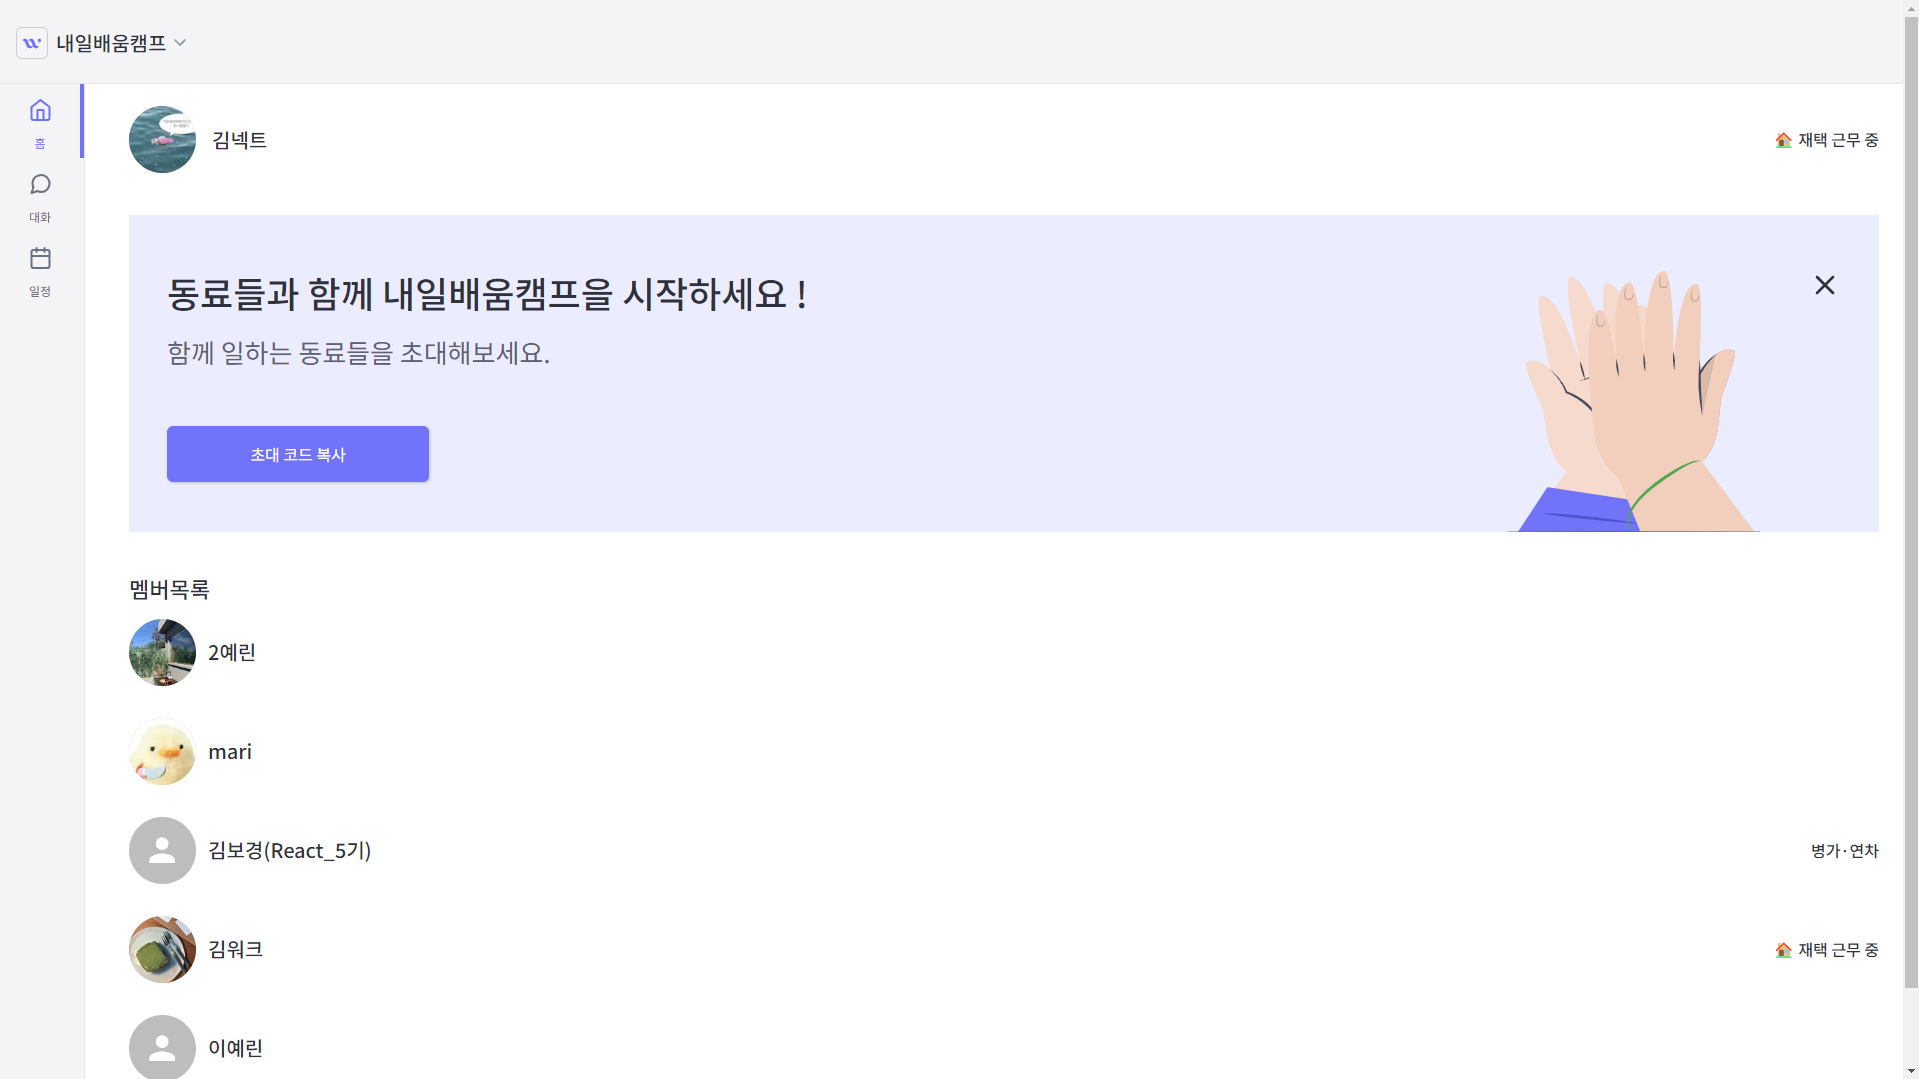 내일배움캠프
홈
대화
일정
김넥트
재택 근무 중
동료들과 함께 내일배움캠프을 시작하세요 !
함께 일하는 동료들을 초대해보세요.
초대 코드 복사
멤버목록
2예린
mari
김보경(React_5기)
병가·연차
김워크
재택 근무 중
이예린